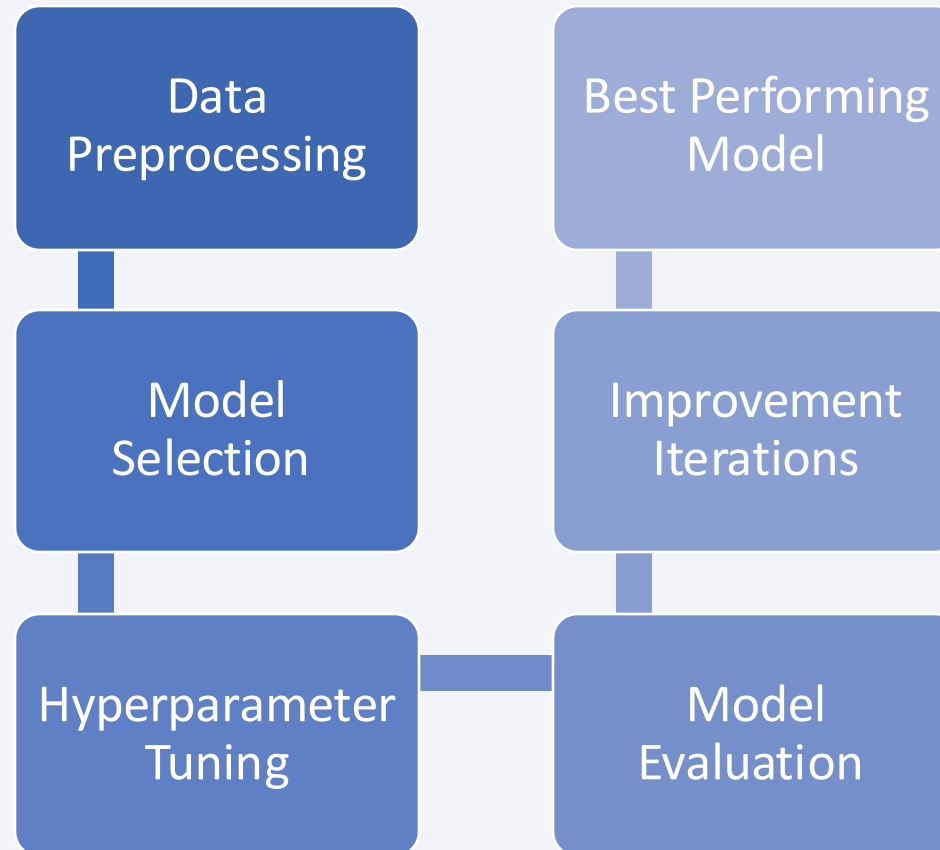 Data
Preprocessing
Model
Selection
Hyperparameter
Tuning
Model
Evaluation
Improvement
Iterations
Best Performing
Model